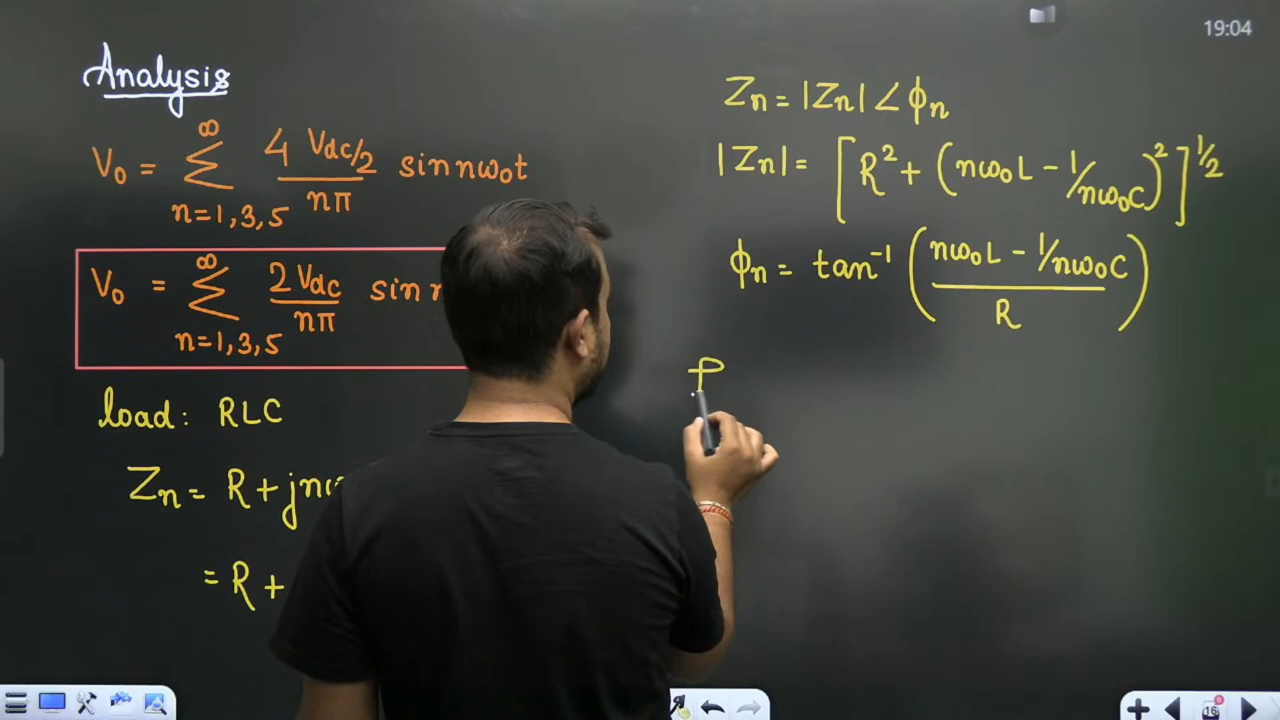 19:04
Analysis
V₀ = ∑ 4 Vdc/2 / nπ sin nω₀t
∞
n=1,3,5
V₀ = ∑ 2 Vdc / nπ sin
∞
n=1,3,5
load: RLC
Zn = R + jn
= R +
Zn = |Zn| ∠ϕn
|Zn| = [R² + (nω₀L - 1/nω₀C)²]^1/2
ϕn = tan⁻¹ (nω₀L - 1/nω₀C / R)
P
16